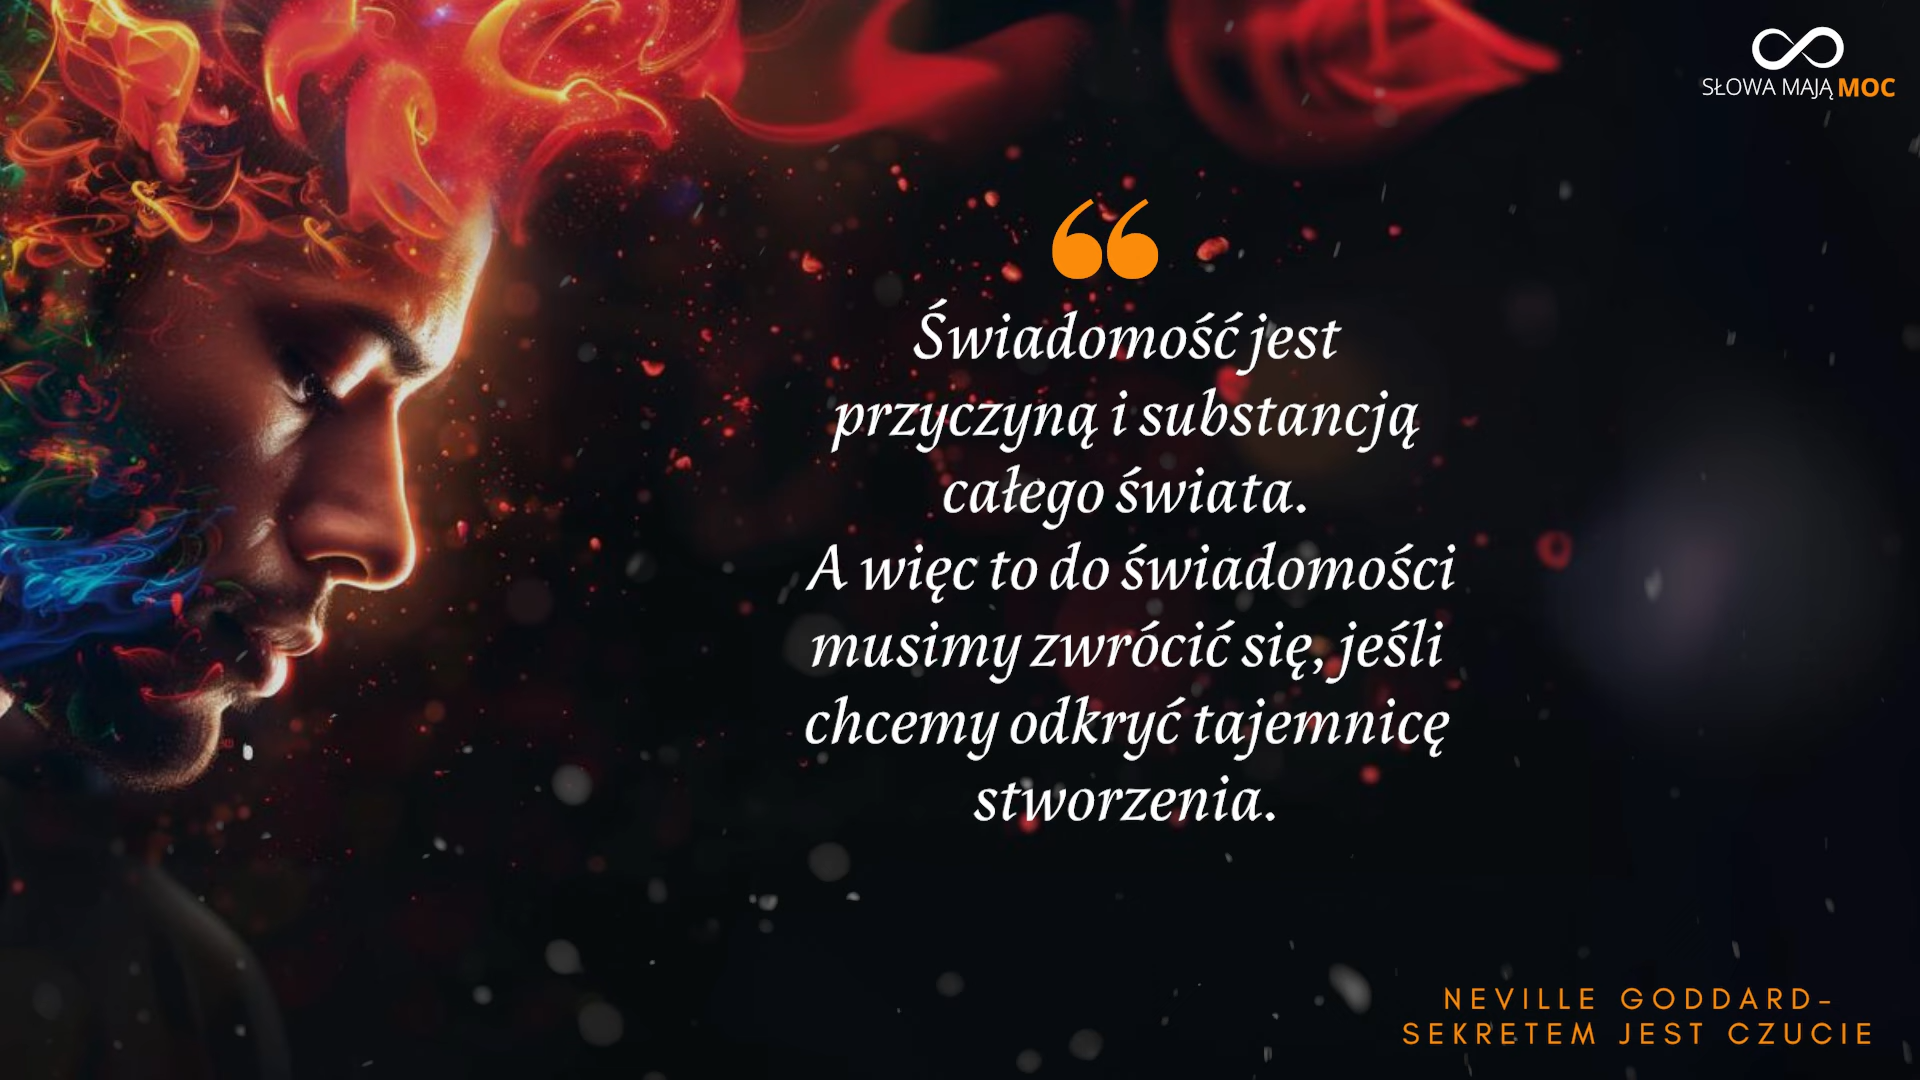 SŁOWA MAJĄ MOC
“
Świadomość jest
przyczyną i substancją
całego świata.
A więc to do świadomości
musimy zwrócić się, jeśli
chcemy odkryć tajemnicę
stworzenia.
NEVILLE GODDARD-
SEKRETEM JEST CZUCIE